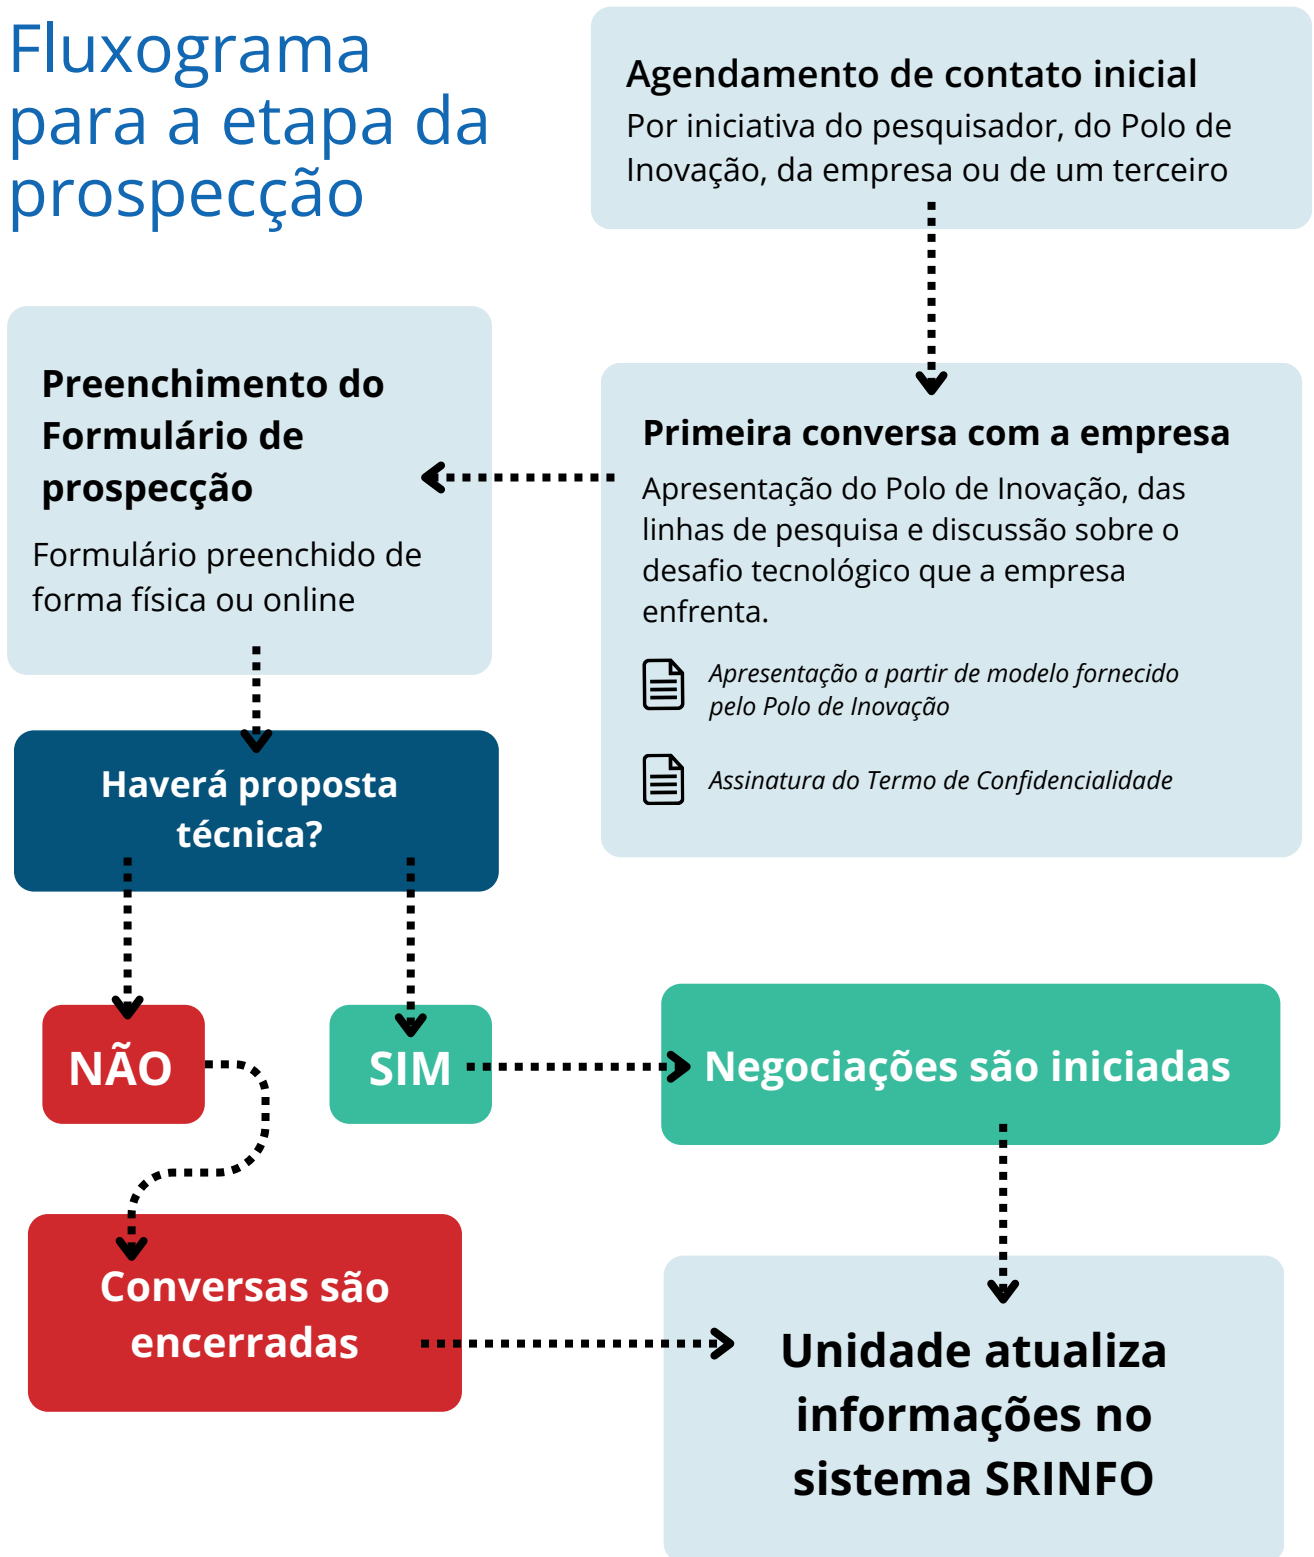 Fluxograma
para a etapa da
prospecção
Agendamento de contato inicial
Por iniciativa do pesquisador, do Polo de
Inovação, da empresa ou de um terceiro
Primeira conversa com a empresa
Apresentação do Polo de Inovação, das
linhas de pesquisa e discussão sobre o
desafio tecnológico que a empresa
enfrenta.
Apresentação a partir de modelo fornecido
pelo Polo de Inovação
Assinatura do Termo de Confidencialidade
Preenchimento do
Formulário de
prospecção
Formulário preenchido de
forma física ou online
Haverá proposta
técnica?
NÃO
SIM
Negociações são iniciadas
Conversas são
encerradas
Unidade atualiza
informações no
sistema SRINFO